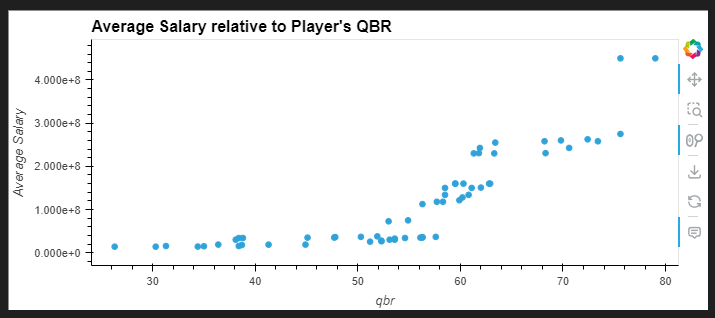 Average Salary relative to Player's QBR
Average Salary
4.000e+8
3.000e+8
2.000e+8
1.000e+8
0.000e+0
30 40 50 60 70 80
qbr